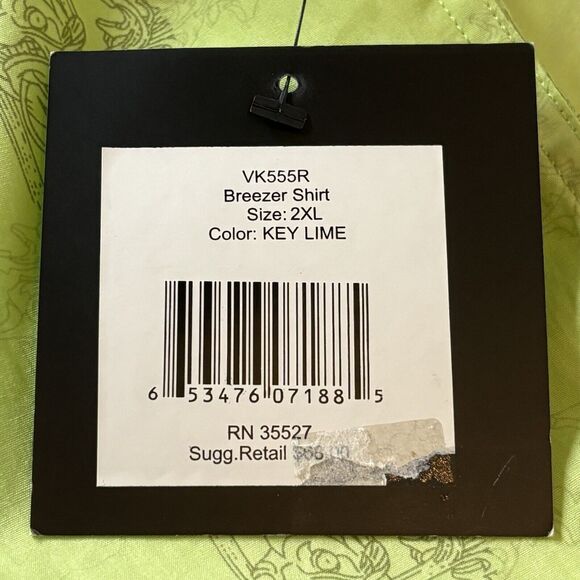 VK555R
Breezer Shirt
Size: 2XL
Color: KEY LIME
6 53476 07188 5
RN 35527
Sugg.Retail